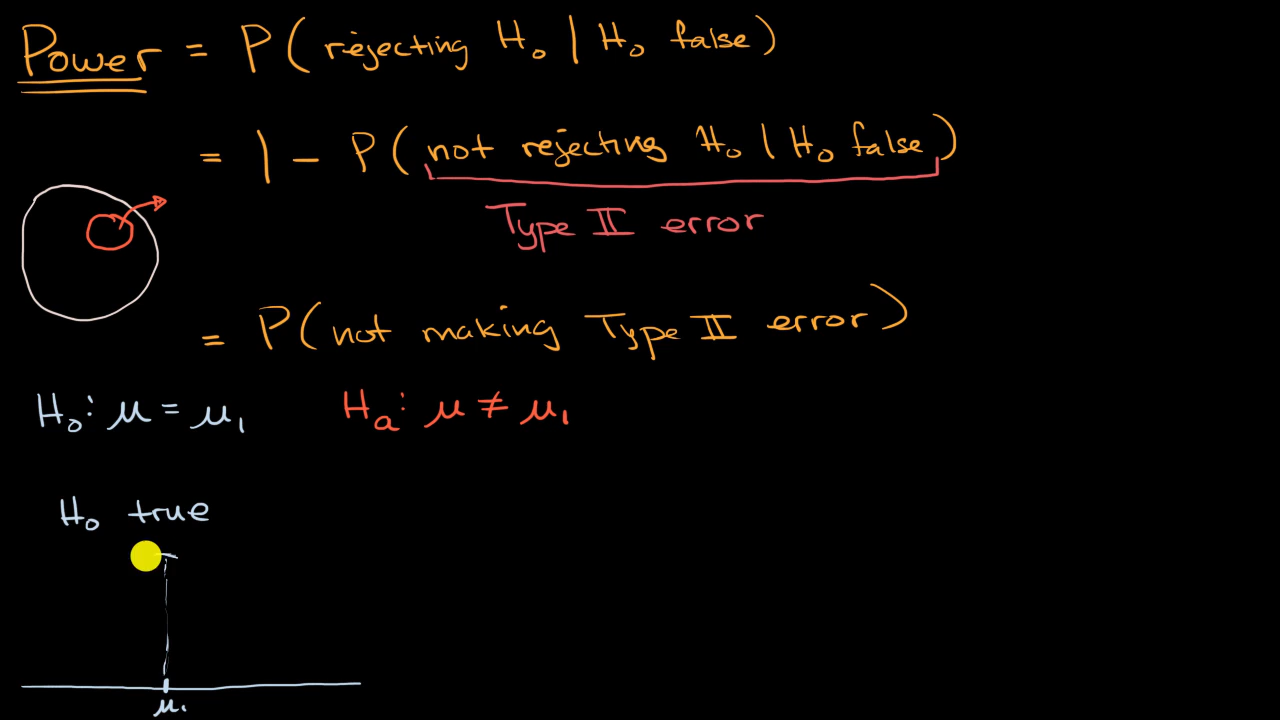 Power = P(rejecting H₀ | H₀ false)
= 1 - P(not rejecting H₀ | H₀ false)
Type II error
= P(not making Type II error)
H₀: μ = μ₁ Hₐ: μ ≠ μ₁
H₀ true
μ₁